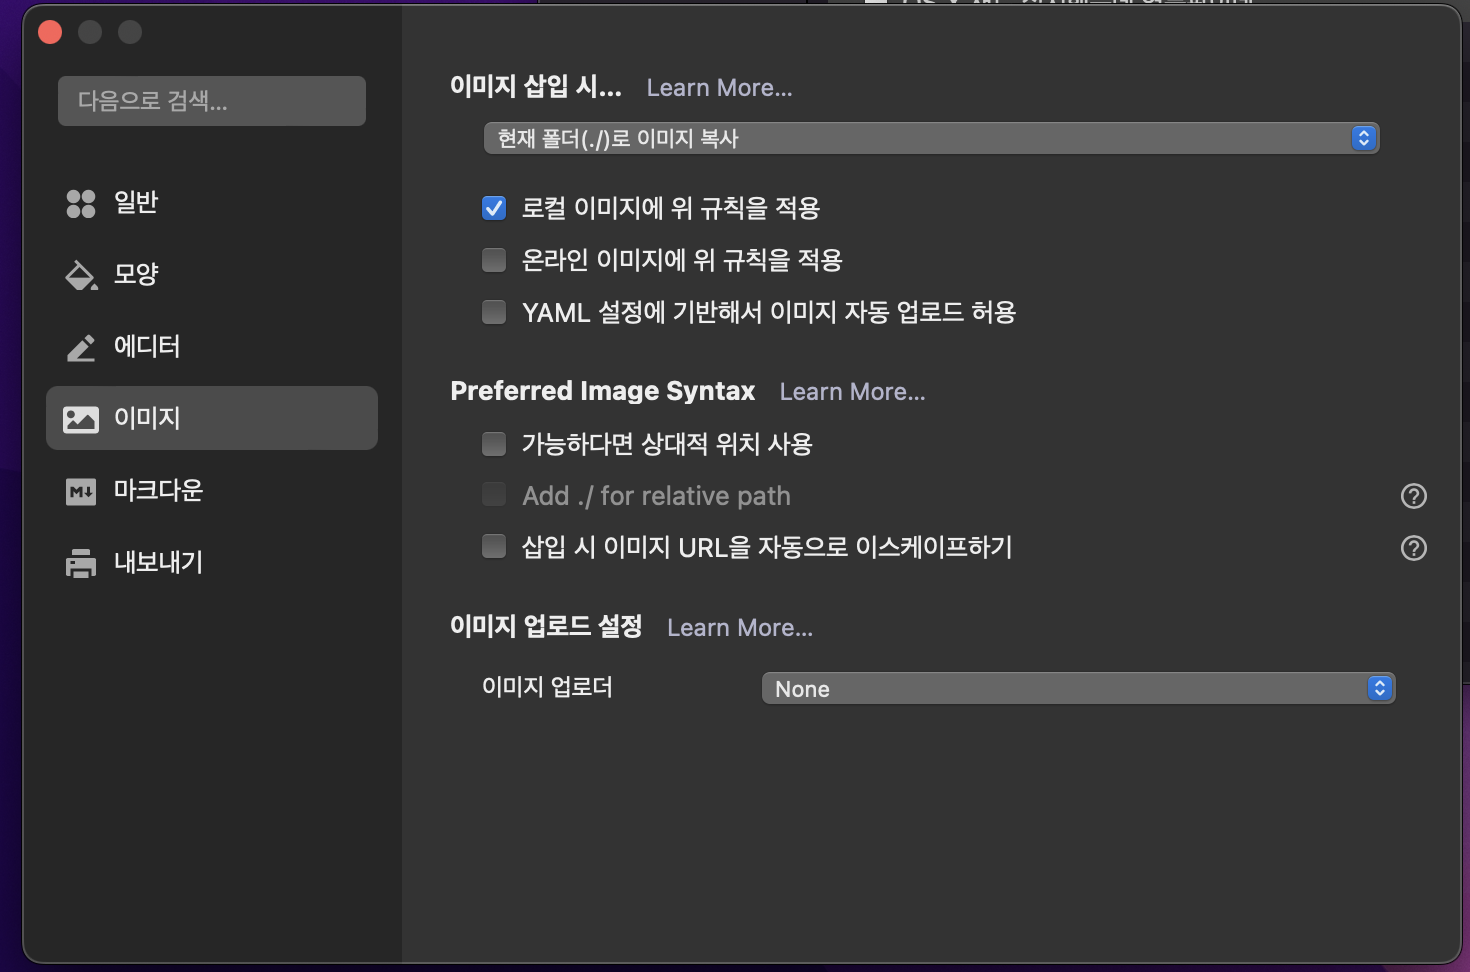 다음으로 검색...
일반
모양
에디터
이미지
M↓ 마크다운
내보내기
이미지 삽입 시... Learn More...
현재 폴더(./)로 이미지 복사
로컬 이미지에 위 규칙을 적용
온라인 이미지에 위 규칙을 적용
YAML 설정에 기반해서 이미지 자동 업로드 허용
Preferred Image Syntax Learn More...
가능하다면 상대적 위치 사용
Add ./ for relative path ?
삽입 시 이미지 URL을 자동으로 이스케이프하기 ?
이미지 업로드 설정 Learn More...
이미지 업로더 None